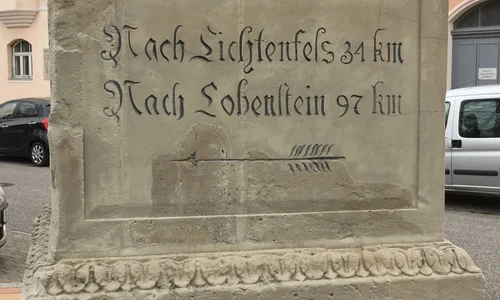 Nach Lichtenfels 34 km
Nach Lobenstein 97 km